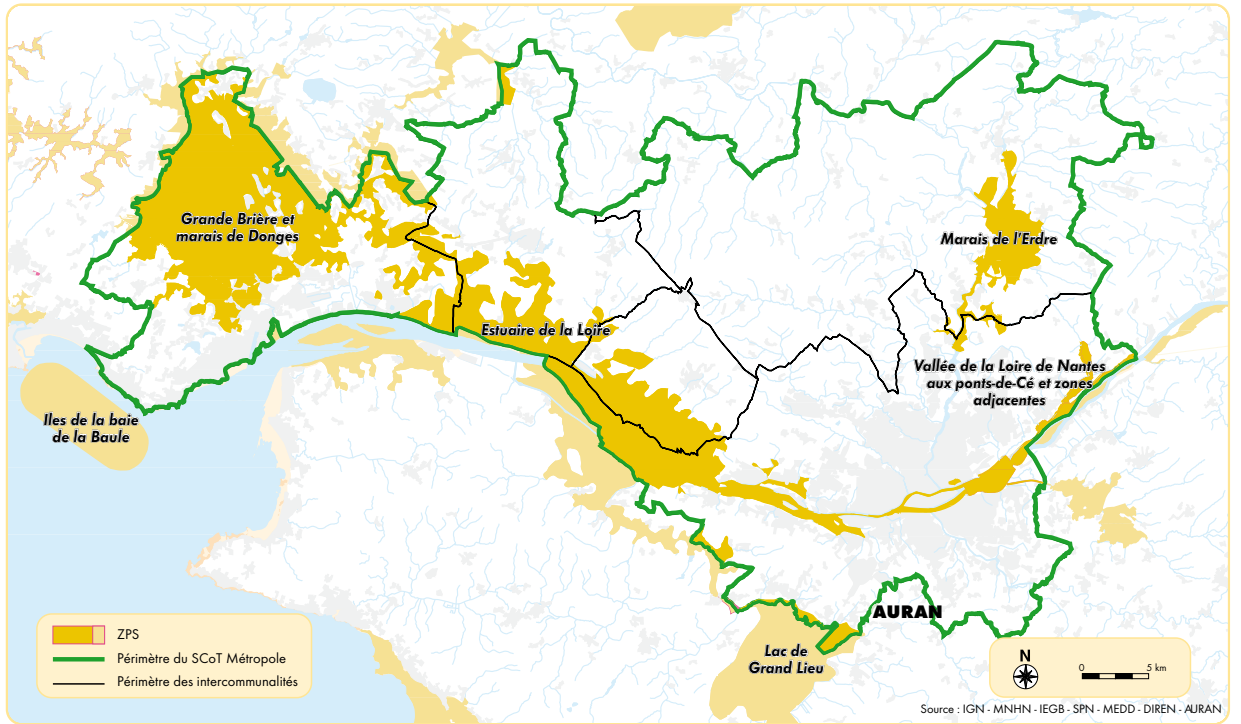 Grande Brière et
marais de Donges
Marais de l'Erdre
Estuaire de la Loire
Vallée de la Loire de Nantes
aux ponts-de-Cé et zones
adjacentes
Iles de la baie
de la Baule
AURAN
Lac de
Grand Lieu
ZPS
Périmètre du SCoT Métropole
Périmètre des intercommunalités
N
0 5 km
Source : IGN - MNHN - IEGB - SPN - MEDD - DIREN - AURAN